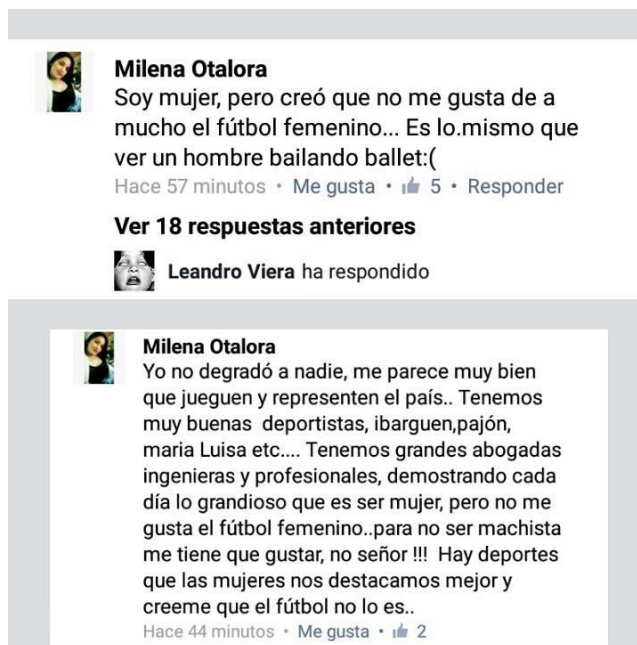 Milena Otalora
Soy mujer, pero creó que no me gusta de a
mucho el fútbol femenino... Es lo.mismo que
ver un hombre bailando ballet:(
Hace 57 minutos • Me gusta • 5 • Responder
Ver 18 respuestas anteriores
Leandro Viera ha respondido
Milena Otalora
Yo no degradó a nadie, me parece muy bien
que jueguen y representen el país.. Tenemos
muy buenas deportistas, ibarguen,pajón,
maria Luisa etc.... Tenemos grandes abogadas
ingenieras y profesionales, demostrando cada
día lo grandioso que es ser mujer, pero no me
gusta el fútbol femenino..para no ser machista
me tiene que gustar, no señor !!! Hay deportes
que las mujeres nos destacamos mejor y
creeme que el fútbol no lo es..
Hace 44 minutos • Me gusta • 2